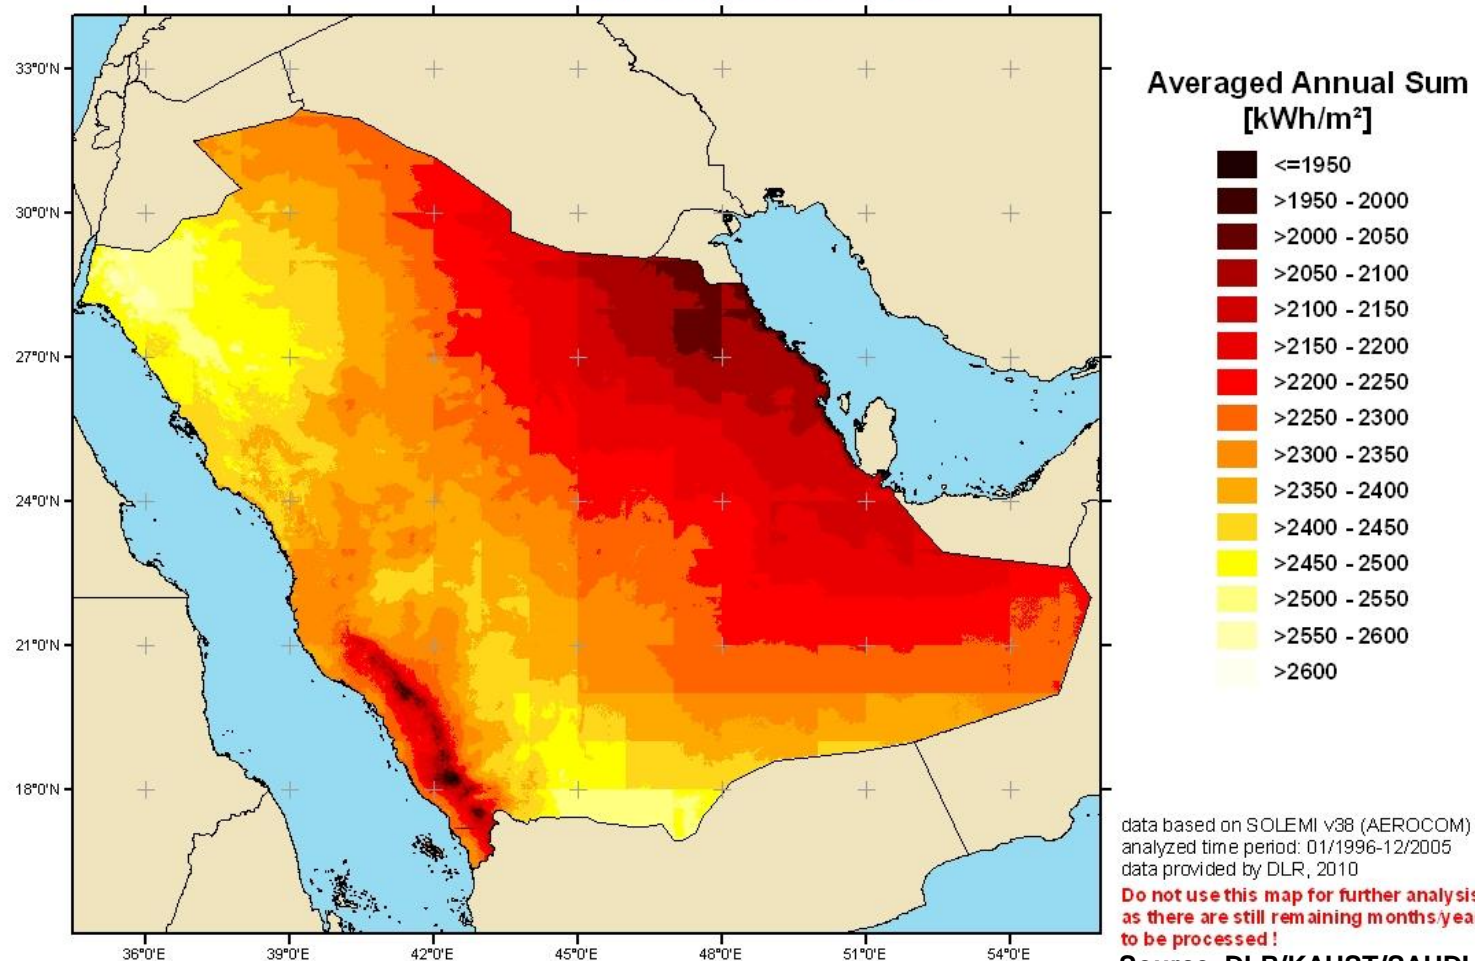 33°0'N
30°0'N
27°0'N
24°0'N
21°0'N
18°0'N
36°0'E
39°0'E
42°0'E
45°0'E
48°0'E
51°0'E
54°0'E
Averaged Annual Sum
[kWh/m²]
<=1950
>1950 - 2000
>2000 - 2050
>2050 - 2100
>2100 - 2150
>2150 - 2200
>2200 - 2250
>2250 - 2300
>2300 - 2350
>2350 - 2400
>2400 - 2450
>2450 - 2500
>2500 - 2550
>2550 - 2600
>2600
data based on SOLEMI v38 (AEROCOM)
analyzed time period: 01/1996-12/2005
data provided by DLR, 2010
Do not use this map for further analysis
as there are still remaining months/yea
to be processed !
Source DLR/KAUST/SAUDI